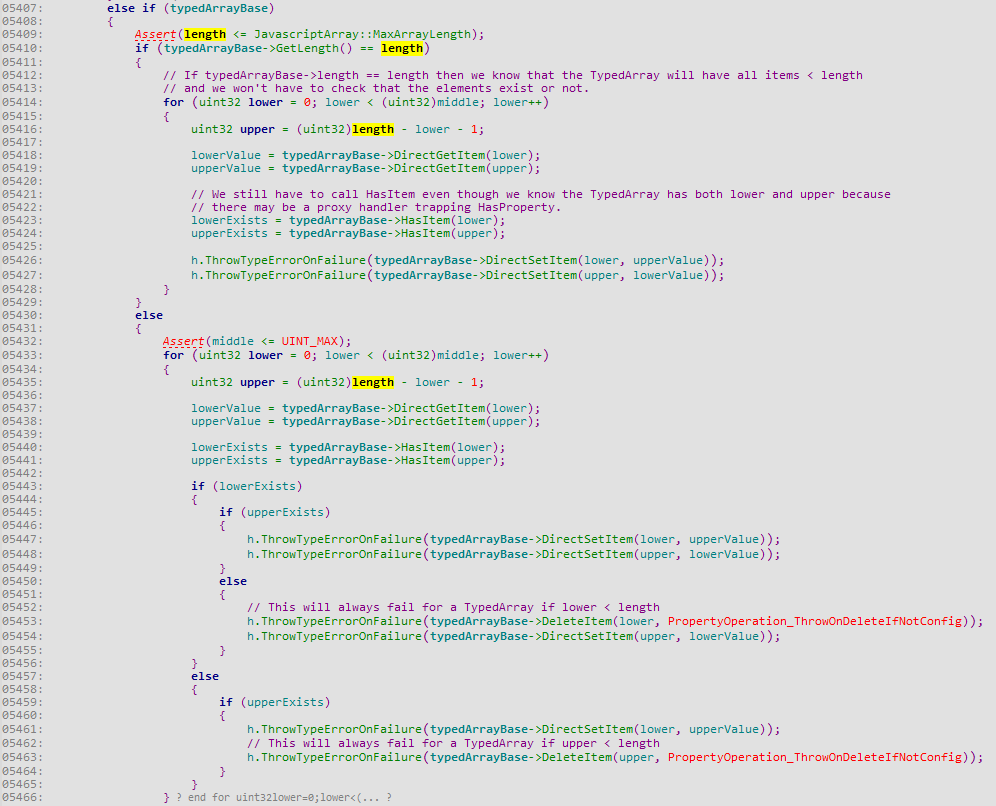 05407:         else if (typedArrayBase)
05408:         {
05409:             Assert(length <= JavascriptArray::MaxArrayLength);
05410:             if (typedArrayBase->GetLength() == length)
05411:             {
05412:                 // If typedArrayBase->length == length then we know that the TypedArray will have all items < length
05413:                 // and we won't have to check that the elements exist or not.
05414:                 for (uint32 lower = 0; lower < (uint32)middle; lower++)
05415:                 {
05416:                     uint32 upper = (uint32)length - lower - 1;
05417:
05418:                     lowerValue = typedArrayBase->DirectGetItem(lower);
05419:                     upperValue = typedArrayBase->DirectGetItem(upper);
05420:
05421:                     // We still have to call HasItem even though we know the TypedArray has both lower and upper because
05422:                     // there may be a proxy handler trapping HasProperty.
05423:                     lowerExists = typedArrayBase->HasItem(lower);
05424:                     upperExists = typedArrayBase->HasItem(upper);
05425:
05426:                     h.ThrowTypeErrorOnFailure(typedArrayBase->DirectSetItem(lower, upperValue));
05427:                     h.ThrowTypeErrorOnFailure(typedArrayBase->DirectSetItem(upper, lowerValue));
05428:                 }
05429:             }
05430:             else
05431:             {
05432:                 Assert(middle <= UINT_MAX);
05433:                 for (uint32 lower = 0; lower < (uint32)middle; lower++)
05434:                 {
05435:                     uint32 upper = (uint32)length - lower - 1;
05436:
05437:                     lowerValue = typedArrayBase->DirectGetItem(lower);
05438:                     upperValue = typedArrayBase->DirectGetItem(upper);
05439:
05440:                     lowerExists = typedArrayBase->HasItem(lower);
05441:                     upperExists = typedArrayBase->HasItem(upper);
05442:
05443:                     if (lowerExists)
05444:                     {
05445:                         if (upperExists)
05446:                         {
05447:                             h.ThrowTypeErrorOnFailure(typedArrayBase->DirectSetItem(lower, upperValue));
05448:                             h.ThrowTypeErrorOnFailure(typedArrayBase->DirectSetItem(upper, lowerValue));
05449:                         }
05450:                         else
05451:                         {
05452:                             // This will always fail for a TypedArray if lower < length
05453:                             h.ThrowTypeErrorOnFailure(typedArrayBase->DeleteItem(lower, PropertyOperation_ThrowOnDeleteIfNotConfig));
05454:                             h.ThrowTypeErrorOnFailure(typedArrayBase->DirectSetItem(upper, lowerValue));
05455:                         }
05456:                     }
05457:                     else
05458:                     {
05459:                         if (upperExists)
05460:                         {
05461:                             h.ThrowTypeErrorOnFailure(typedArrayBase->DirectSetItem(lower, upperValue));
05462:                             // This will always fail for a TypedArray if upper < length
05463:                             h.ThrowTypeErrorOnFailure(typedArrayBase->DeleteItem(upper, PropertyOperation_ThrowOnDeleteIfNotConfig));
05464:                         }
05465:                     }
05466:                 } ? end for uint32lower=0;lower<(... ?